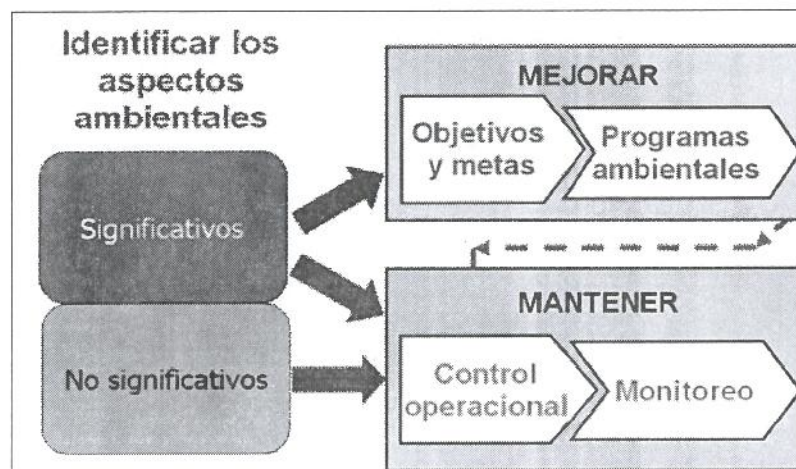 Identificar los
aspectos
ambientales
Significativos
No significativos
MEJORAR
Objetivos
y metas
Programas
ambientales
MANTENER
Control
operacional
Monitoreo